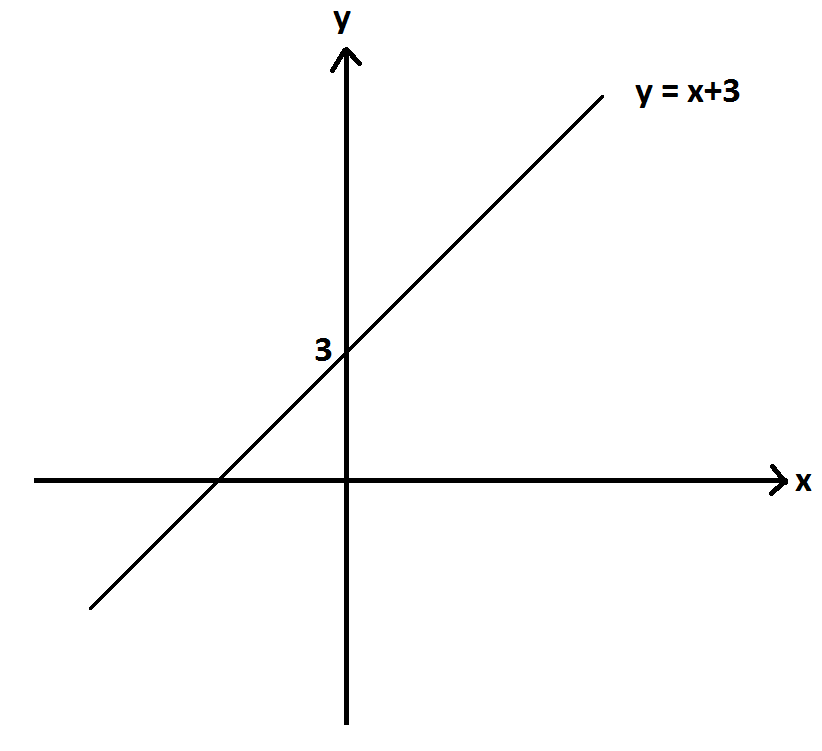 y
y = x+3
3
x